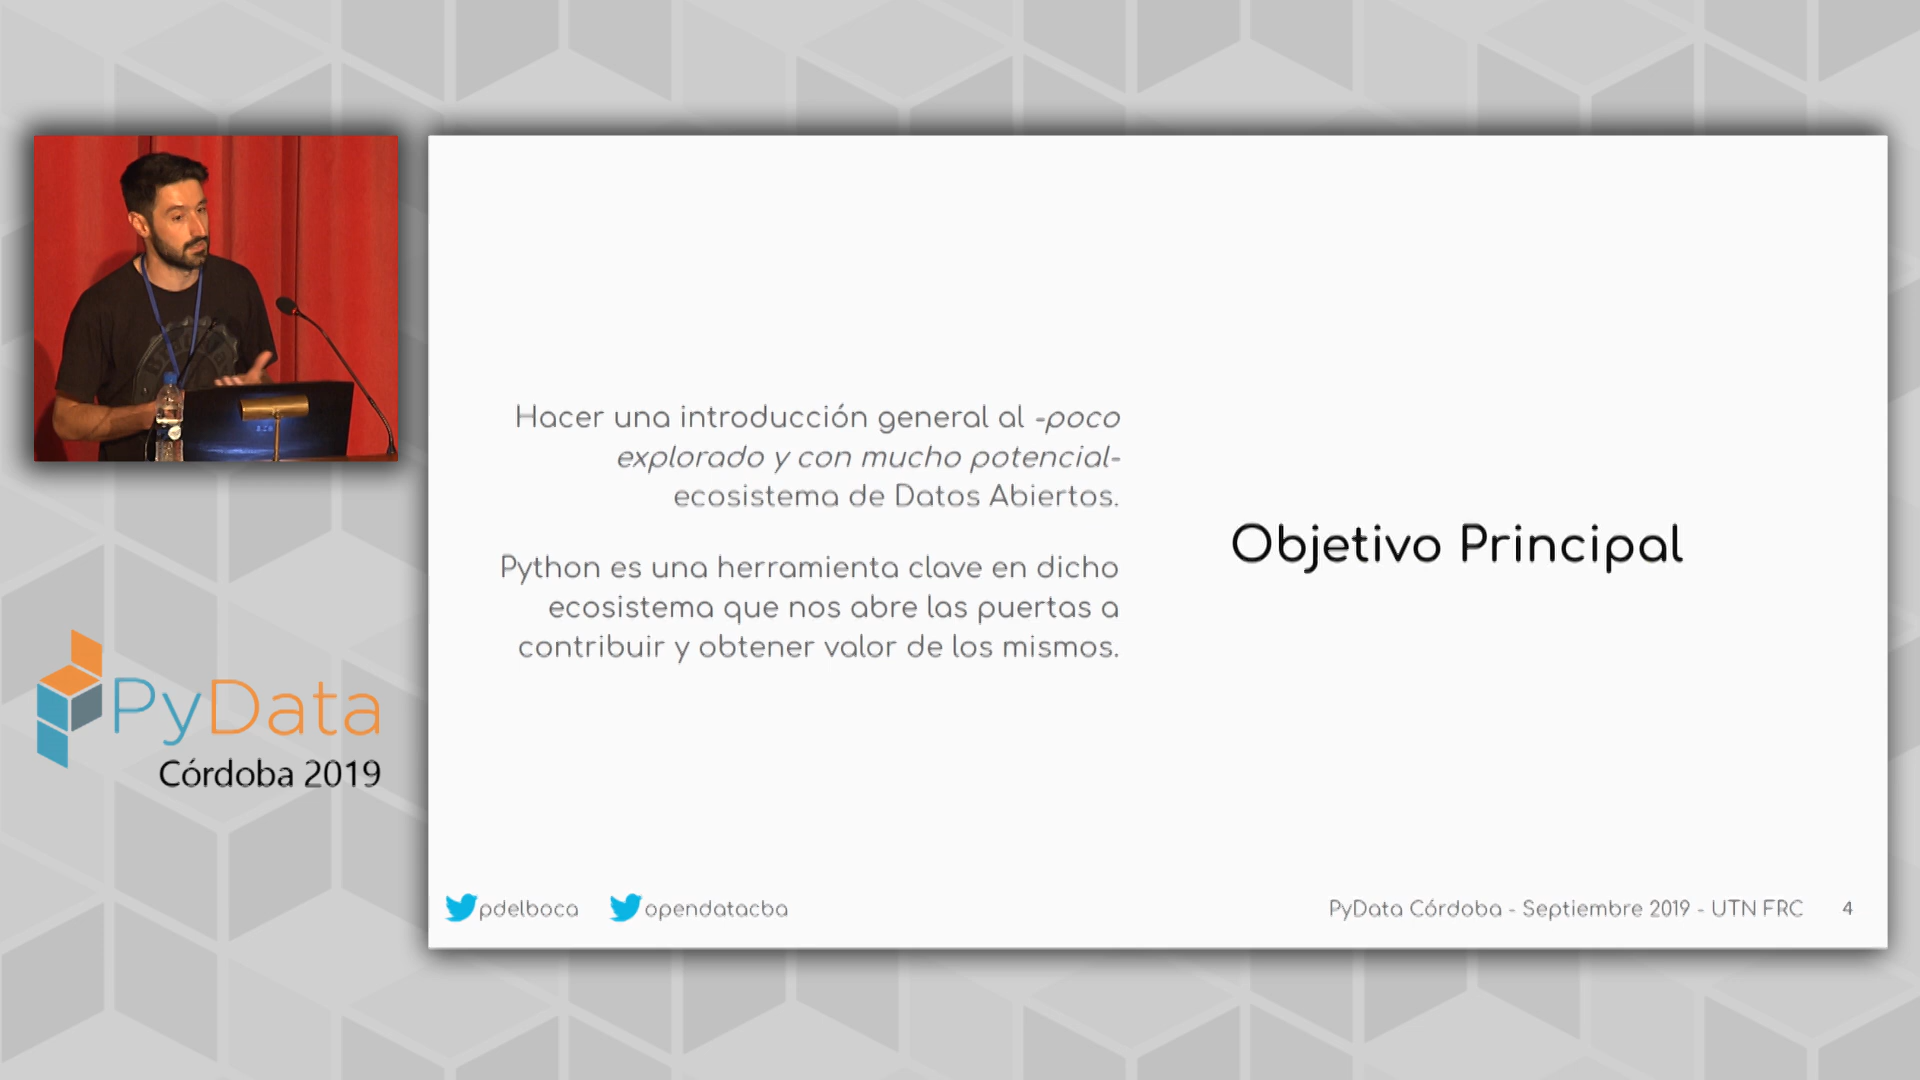 Hacer una introducción general al -poco
explorado y con mucho potencial-
ecosistema de Datos Abiertos.
Python es una herramienta clave en dicho
ecosistema que nos abre las puertas a
contribuir y obtener valor de los mismos.
Objetivo Principal
PyData
Córdoba 2019
pdelboca opendatacba
PyData Córdoba - Septiembre 2019 - UTN FRC 4